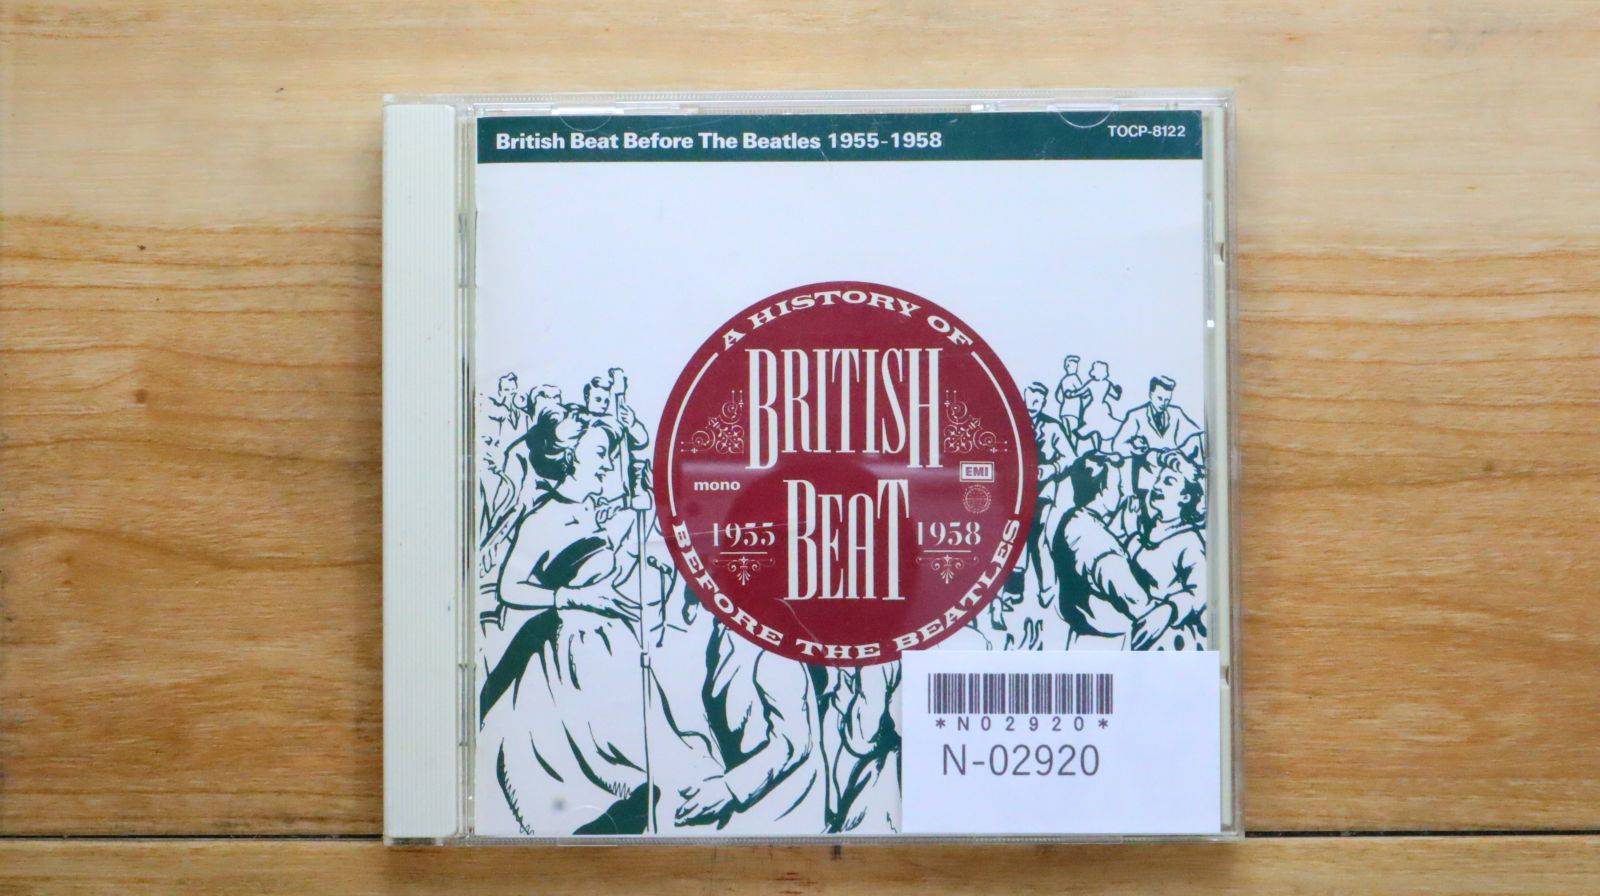 British Beat Before The Beatles 1955-1958
TOCP-8122
A HISTORY OF
BRITISH
BEAT
mono
EMI
1955
1958
BEFORE THE BEATLES
*N02920*
N-02920